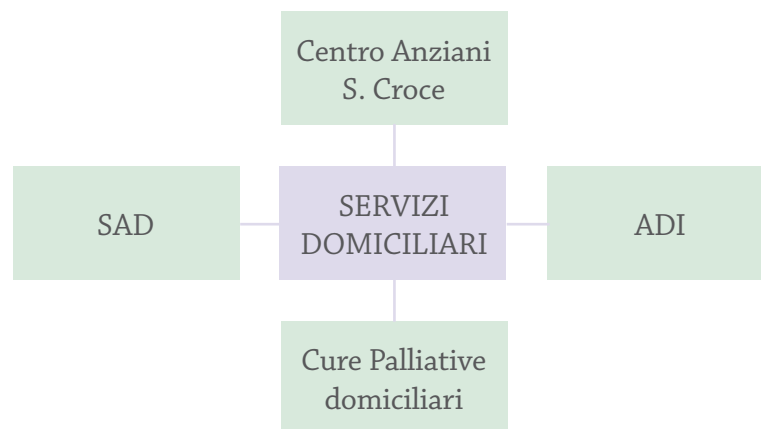 Centro Anziani
S. Croce
SAD
SERVIZI
DOMICILIARI
ADI
Cure Palliative
domiciliari